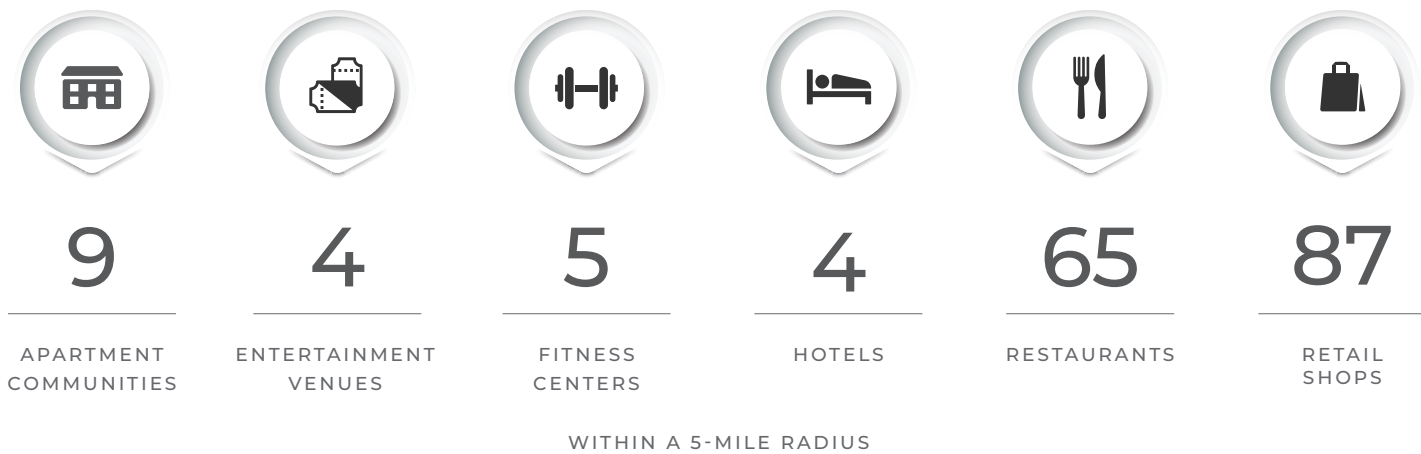 9
APARTMENT
COMMUNITIES
4
ENTERTAINMENT
VENUES
5
FITNESS
CENTERS
4
HOTELS
65
RESTAURANTS
87
RETAIL
SHOPS
WITHIN A 5-MILE RADIUS